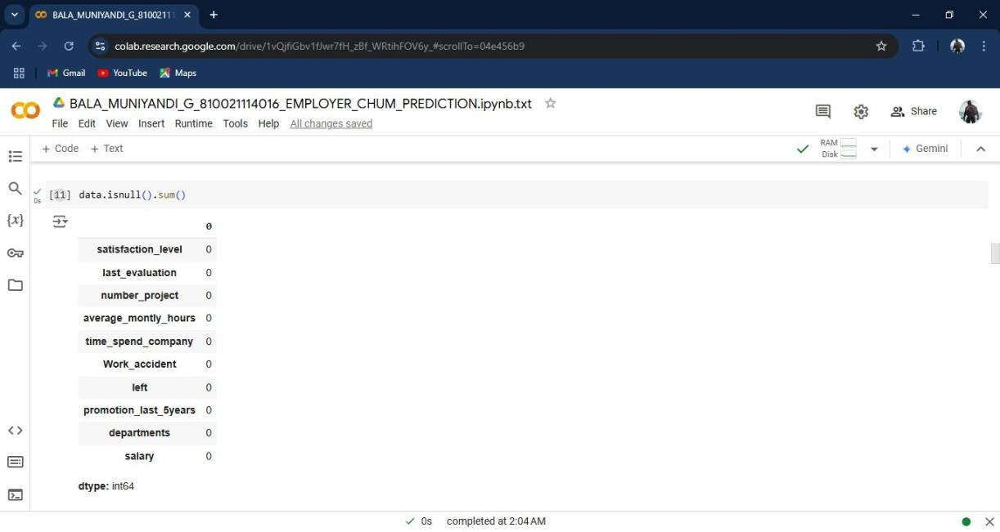 BALA_MUNIYANDI_G_8100211
colab.research.google.com/drive/1vQjfiGbv1fJwr7fH_zBf_WRtihFOV6y_#scrollTo=04e456b9
Gmail YouTube Maps
BALA_MUNIYANDI_G_810021114016_EMPLOYER_CHUM_PREDICTION.ipynb.txt
File Edit View Insert Runtime Tools Help All changes saved
Share
+ Code + Text
RAM
Disk
Gemini
[11] data.isnull().sum()
0s
0
satisfaction_level 0
last_evaluation 0
number_project 0
average_montly_hours 0
time_spend_company 0
Work_accident 0
left 0
promotion_last_5years 0
departments 0
salary 0
dtype: int64
0s completed at 2:04 AM